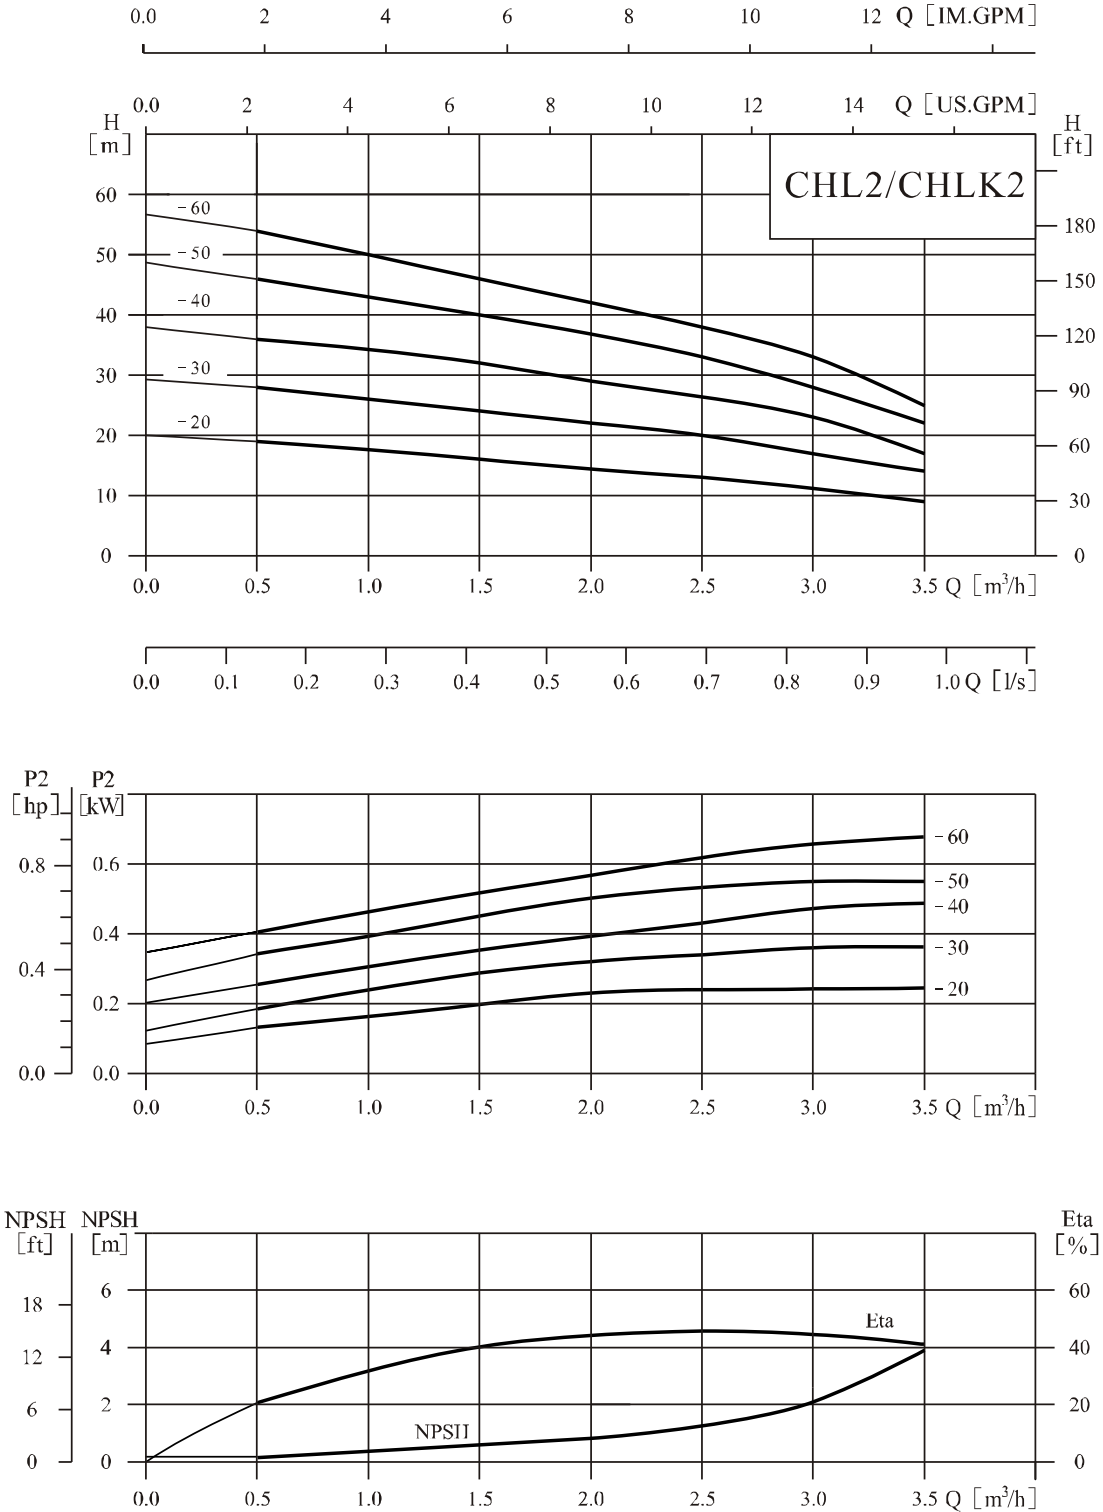 0.0 2 4 6 8 10 12 Q [IM.GPM]
0.0 2 4 6 8 10 12 14 Q [US.GPM]
H H
[m] [ft]
CHL2/CHLK2
60
-60
180
50 -50
150
-40
40 120
30 -30
90
-20
20 60
10 30
0 0
0.0 0.5 1.0 1.5 2.0 2.5 3.0 3.5 Q [m³/h]
0.0 0.1 0.2 0.3 0.4 0.5 0.6 0.7 0.8 0.9 1.0 Q [l/s]
P2 P2
[hp] [kW]
-60
0.8 0.6
-50
-40
0.4 -30
0.4 -20
0.2
0.0 0.0
0.0 0.5 1.0 1.5 2.0 2.5 3.0 3.5 Q [m³/h]
NPSH NPSH Eta
[ft] [m] [%]
6 60
18 Eta
12 4 40
6 2 20
NPSH
0 0 0
0.0 0.5 1.0 1.5 2.0 2.5 3.0 3.5 Q [m³/h]